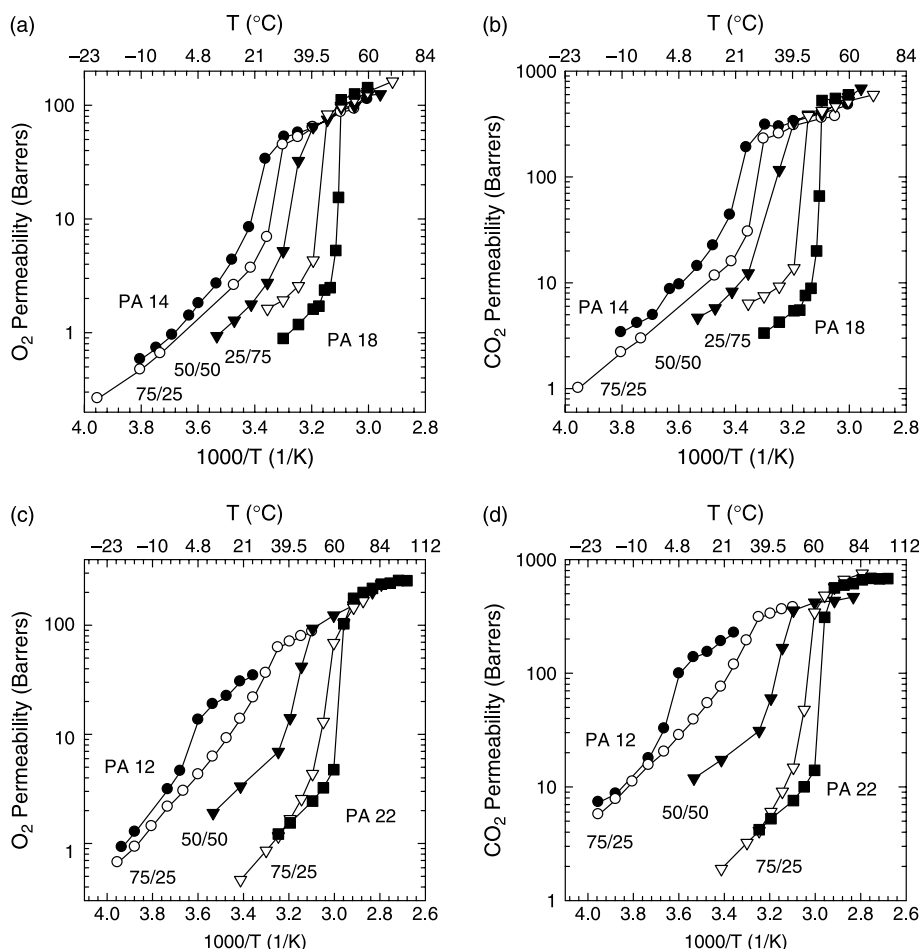 (a)
T (°C)
–23 –10 4.8 21 39.5 60 84
O2 Permeability (Barrers)
100
10
1
PA 14
PA 18
25/75
50/50
75/25
4.0 3.8 3.6 3.4 3.2 3.0 2.8
1000/T (1/K)
(b)
T (°C)
–23 –10 4.8 21 39.5 60 84
CO2 Permeability (Barrers)
1000
100
10
1
PA 14
PA 18
25/75
50/50
75/25
4.0 3.8 3.6 3.4 3.2 3.0 2.8
1000/T (1/K)
(c)
T (°C)
–23 –10 4.8 21 39.5 60 84 112
O2 Permeability (Barrers)
100
10
1
PA 12
PA 22
50/50
75/25
75/25
4.0 3.8 3.6 3.4 3.2 3.0 2.8 2.6
1000/T (1/K)
(d)
T (°C)
–23 –10 4.8 21 39.5 60 84 112
CO2 Permeability (Barrers)
1000
100
10
1
PA 12
PA 22
50/50
75/25
75/25
4.0 3.8 3.6 3.4 3.2 3.0 2.8 2.6
1000/T (1/K)